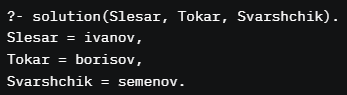 ?- solution(Slesar, Tokar, Svarshchik).
Slesar = ivanov,
Tokar = borisov,
Svarshchik = semenov.